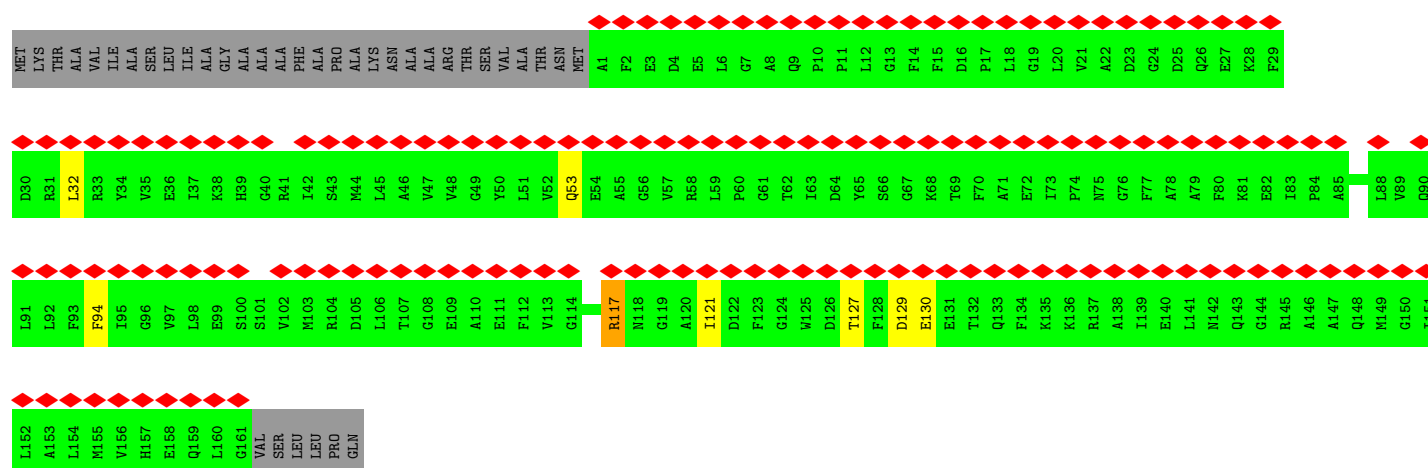 MET LYS THR ALA VAL ILE ALA SER LEU ILE ALA GLY ALA ALA ALA PHE ALA PRO ALA LYS ASN ALA ALA ARG THR SER VAL ALA THR ASN MET A1 F2 E3 D4 E5 L6 G7 A8 Q9 P10 P11 L12 G13 F14 F15 D16 P17 L18 G19 L20 V21 A22 D23 G24 D25 Q26 E27 K28 F29
D30 R31 L32 R33 Y34 V35 E36 I37 K38 H39 G40 R41 I42 S43 M44 L45 A46 V47 V48 G49 Y50 L51 V52 Q53 E54 A55 G56 V57 R58 L59 P60 G61 T62 I63 D64 Y65 S66 G67 K68 T69 F70 A71 E72 I73 P74 N75 G76 F77 A78 A79 F80 K81 E82 I83 P84 A85 L88 V89 Q90
L91 L92 F93 F94 I95 G96 V97 L98 E99 S100 S101 V102 M103 R104 D105 L106 T107 G108 E109 A110 E111 F112 V113 G114 R117 N118 G119 A120 I121 D122 F123 G124 W125 D126 T127 F128 D129 E130 E131 T132 Q133 F134 K135 K136 R137 A138 I139 E140 L141 N142 Q143 G144 R145 A146 A147 Q148 M149 G150 I151
L152 A153 L154 M155 V156 H157 E158 Q159 L160 G161 VAL SER LEU LEU PRO GLN